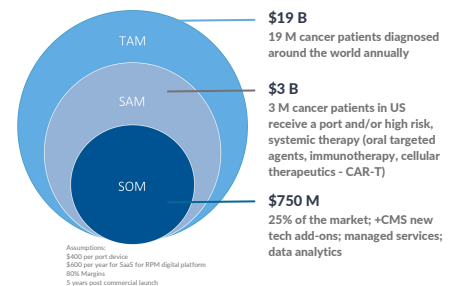 TAM
SAM
SOM
$19 B
19 M cancer patients diagnosed
around the world annually
$3 B
3 M cancer patients in US
receive a port and/or high risk,
systemic therapy (oral targeted
agents, immunotherapy, cellular
therapeutics - CAR-T)
$750 M
25% of the market; +CMS new
tech add-ons; managed services;
data analytics
Assumptions:
$400 per port device
$600 per year for SaaS for RPM digital platform
80% Margins
5 years post commercial launch